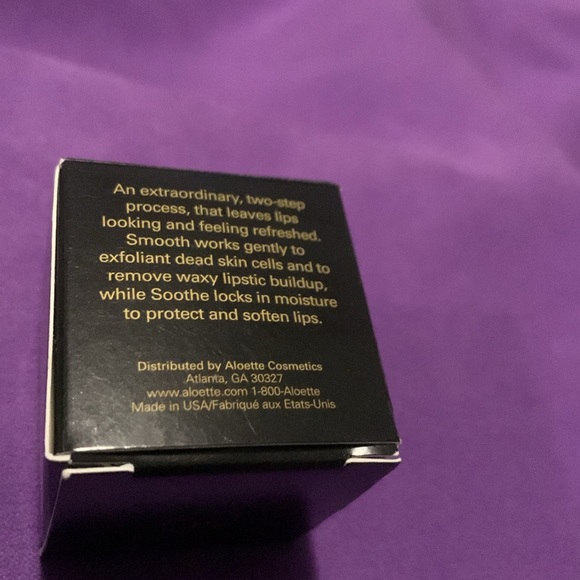 An extraordinary, two-step
process, that leaves lips
looking and feeling refreshed.
Smooth works gently to
exfoliant dead skin cells and to
remove waxy lipstic buildup,
while Soothe locks in moisture
to protect and soften lips.
Distributed by Aloette Cosmetics
Atlanta, GA 30327
www.aloette.com 1-800-Aloette
Made in USA/Fabriqué aux Etats-Unis